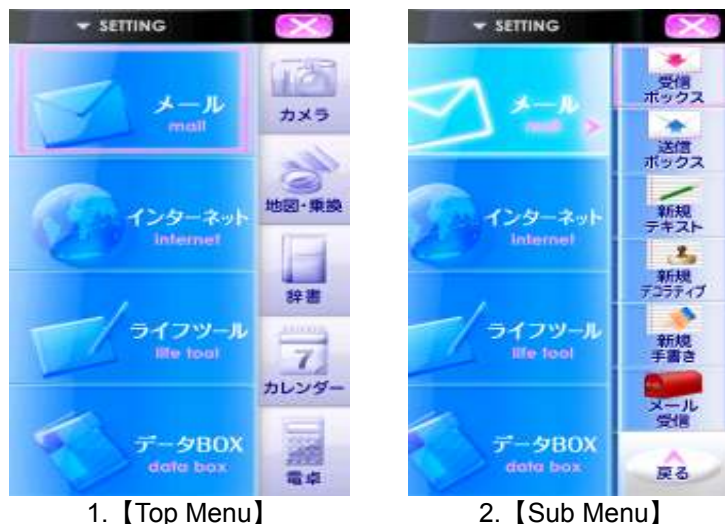 SETTING
メール
mail
インターネット
internet
ライフツール
life tool
データBOX
data box
カメラ
地図・乗換
辞書
7
カレンダー
電卓
1.【Top Menu】
SETTING
メール
mail
インターネット
internet
ライフツール
life tool
データBOX
data box
受信
ボックス
送信
ボックス
新規
テキスト
新規
デコラティブ
新規
手書き
メール
受信
戻る
2.【Sub Menu】